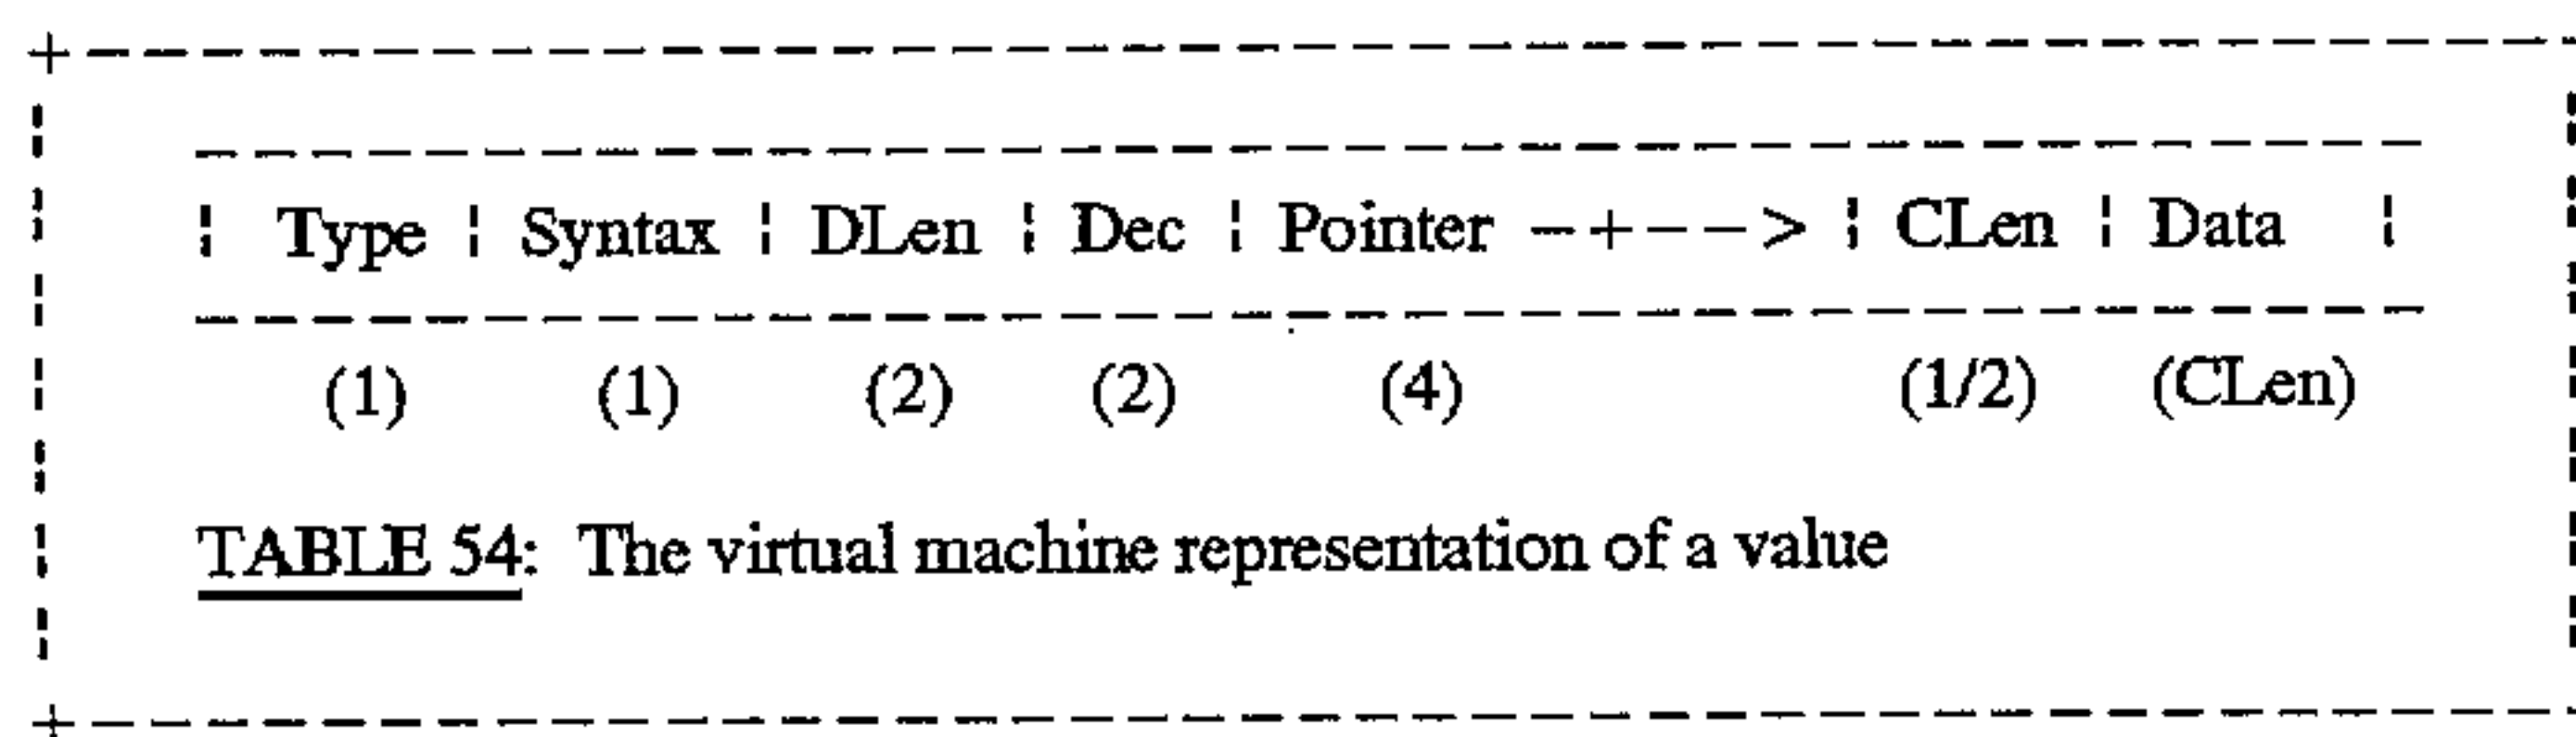 ¦ Type ¦ Syntax ¦ DLen ¦ Dec ¦ Pointer -+--> ¦ CLen ¦ Data ¦
(1) (1) (2) (2) (4) (1/2) (CLen)
TABLE 54: The virtual machine representation of a value